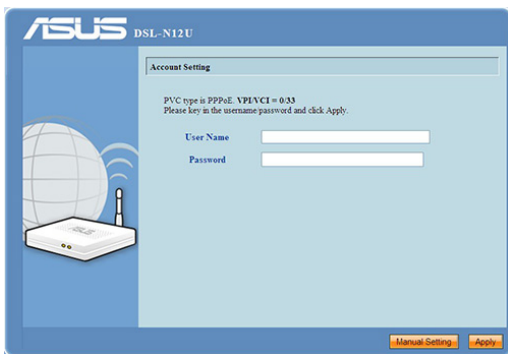 ASUS DSL-N12U
Account Setting
PVC type is PPPoE. VPI/VCI = 0/33
Please key in the username/password and click Apply.
User Name
Password
ASUS
Manual Setting Apply